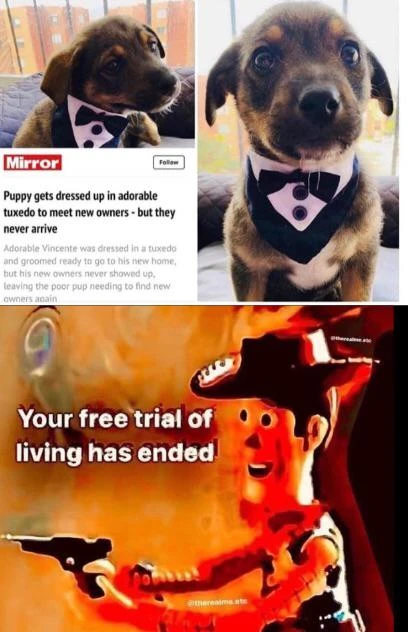 Mirror
Follow
Puppy gets dressed up in adorable
tuxedo to meet new owners - but they
never arrive
Adorable Vincente was dressed in a tuxedo
and groomed ready to go to his new home,
but his new owners never showed up,
leaving the poor pup needing to find new
owners again
@therealme.etc
Your free trial of
living has ended
@therealme.etc